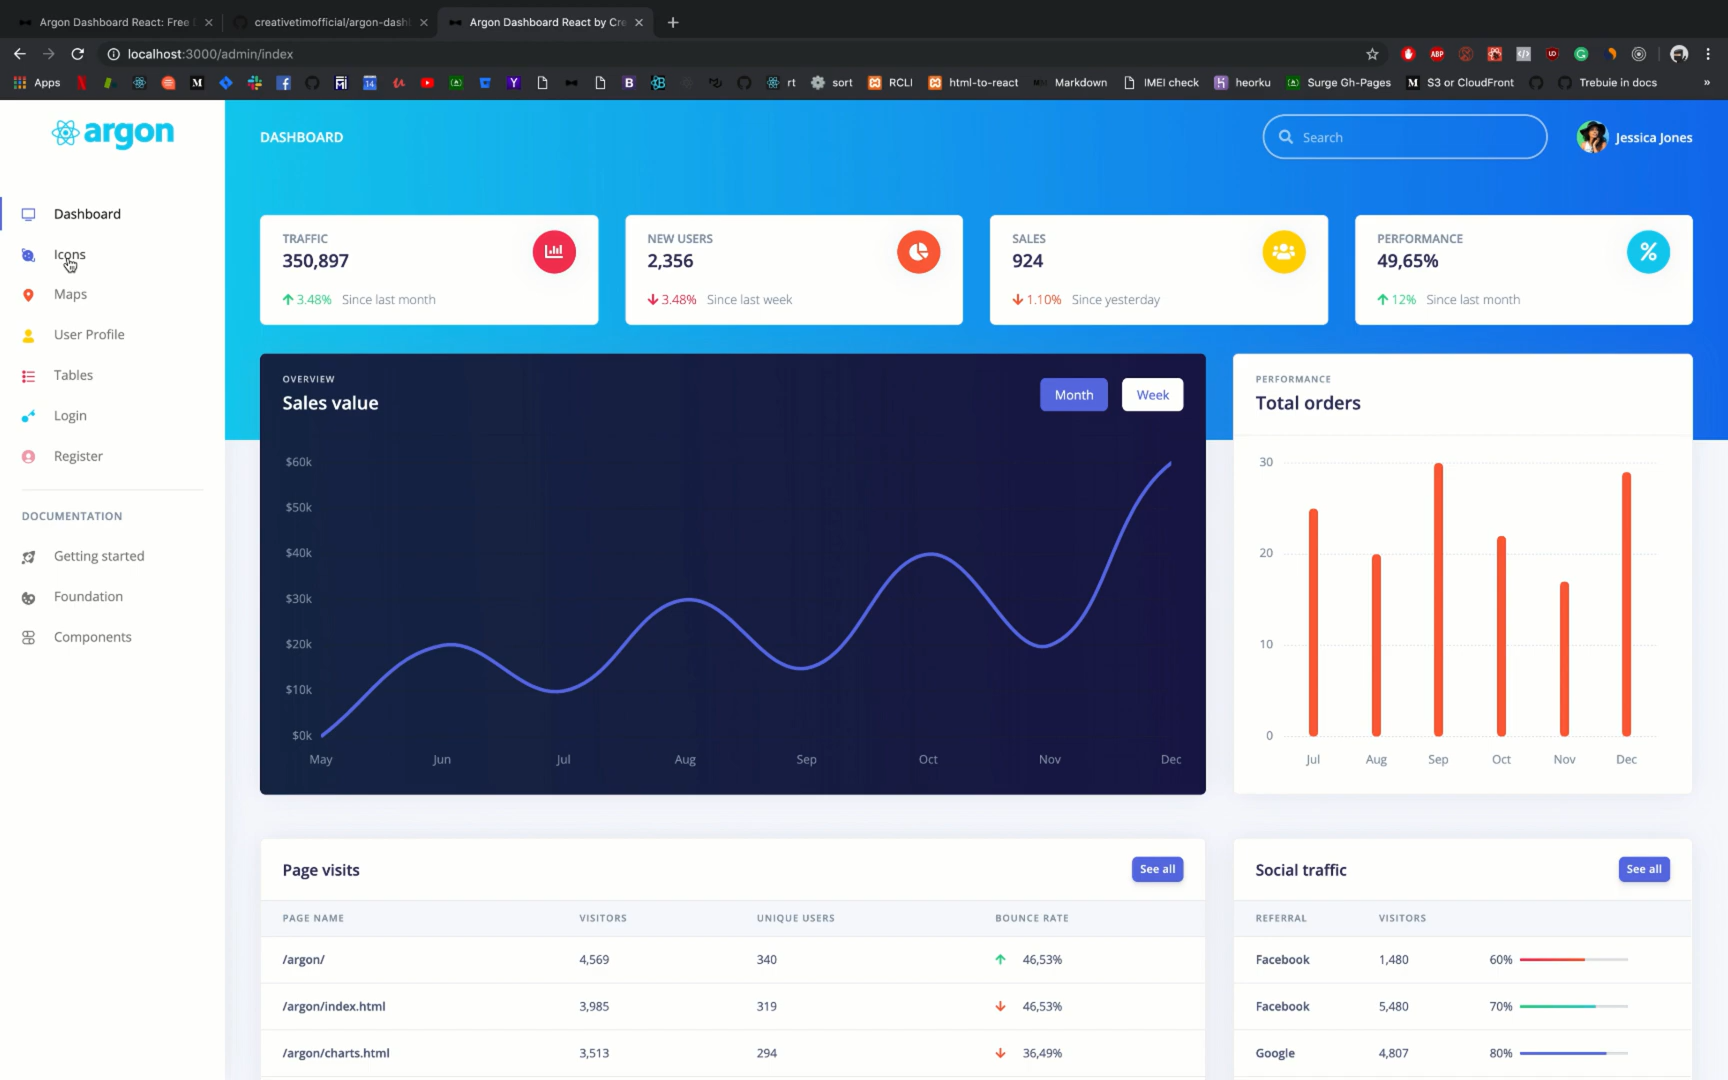 Argon Dashboard React: Free
creativetimofficial/argon-dash
Argon Dashboard React by Cre
localhost:3000/admin/index
Apps
rt
sort
RCLI
html-to-react
Markdown
IMEI check
heorku
Surge Gh-Pages
S3 or CloudFront
Trebuie in docs
argon
DASHBOARD
Search
Jessica Jones
Dashboard
Icons
Maps
User Profile
Tables
Login
Register
DOCUMENTATION
Getting started
Foundation
Components
TRAFFIC
350,897
3.48% Since last month
NEW USERS
2,356
3.48% Since last week
SALES
924
1.10% Since yesterday
PERFORMANCE
49,65%
12% Since last month
OVERVIEW
Sales value
Month
Week
$60k
$50k
$40k
$30k
$20k
$10k
$0k
May Jun Jul Aug Sep Oct Nov Dec
PERFORMANCE
Total orders
30
20
10
0
Jul Aug Sep Oct Nov Dec
Page visits
See all
PAGE NAME VISITORS UNIQUE USERS BOUNCE RATE
/argon/ 4,569 340 46,53%
/argon/index.html 3,985 319 46,53%
/argon/charts.html 3,513 294 36,49%
Social traffic
See all
REFERRAL VISITORS
Facebook 1,480 60%
Facebook 5,480 70%
Google 4,807 80%